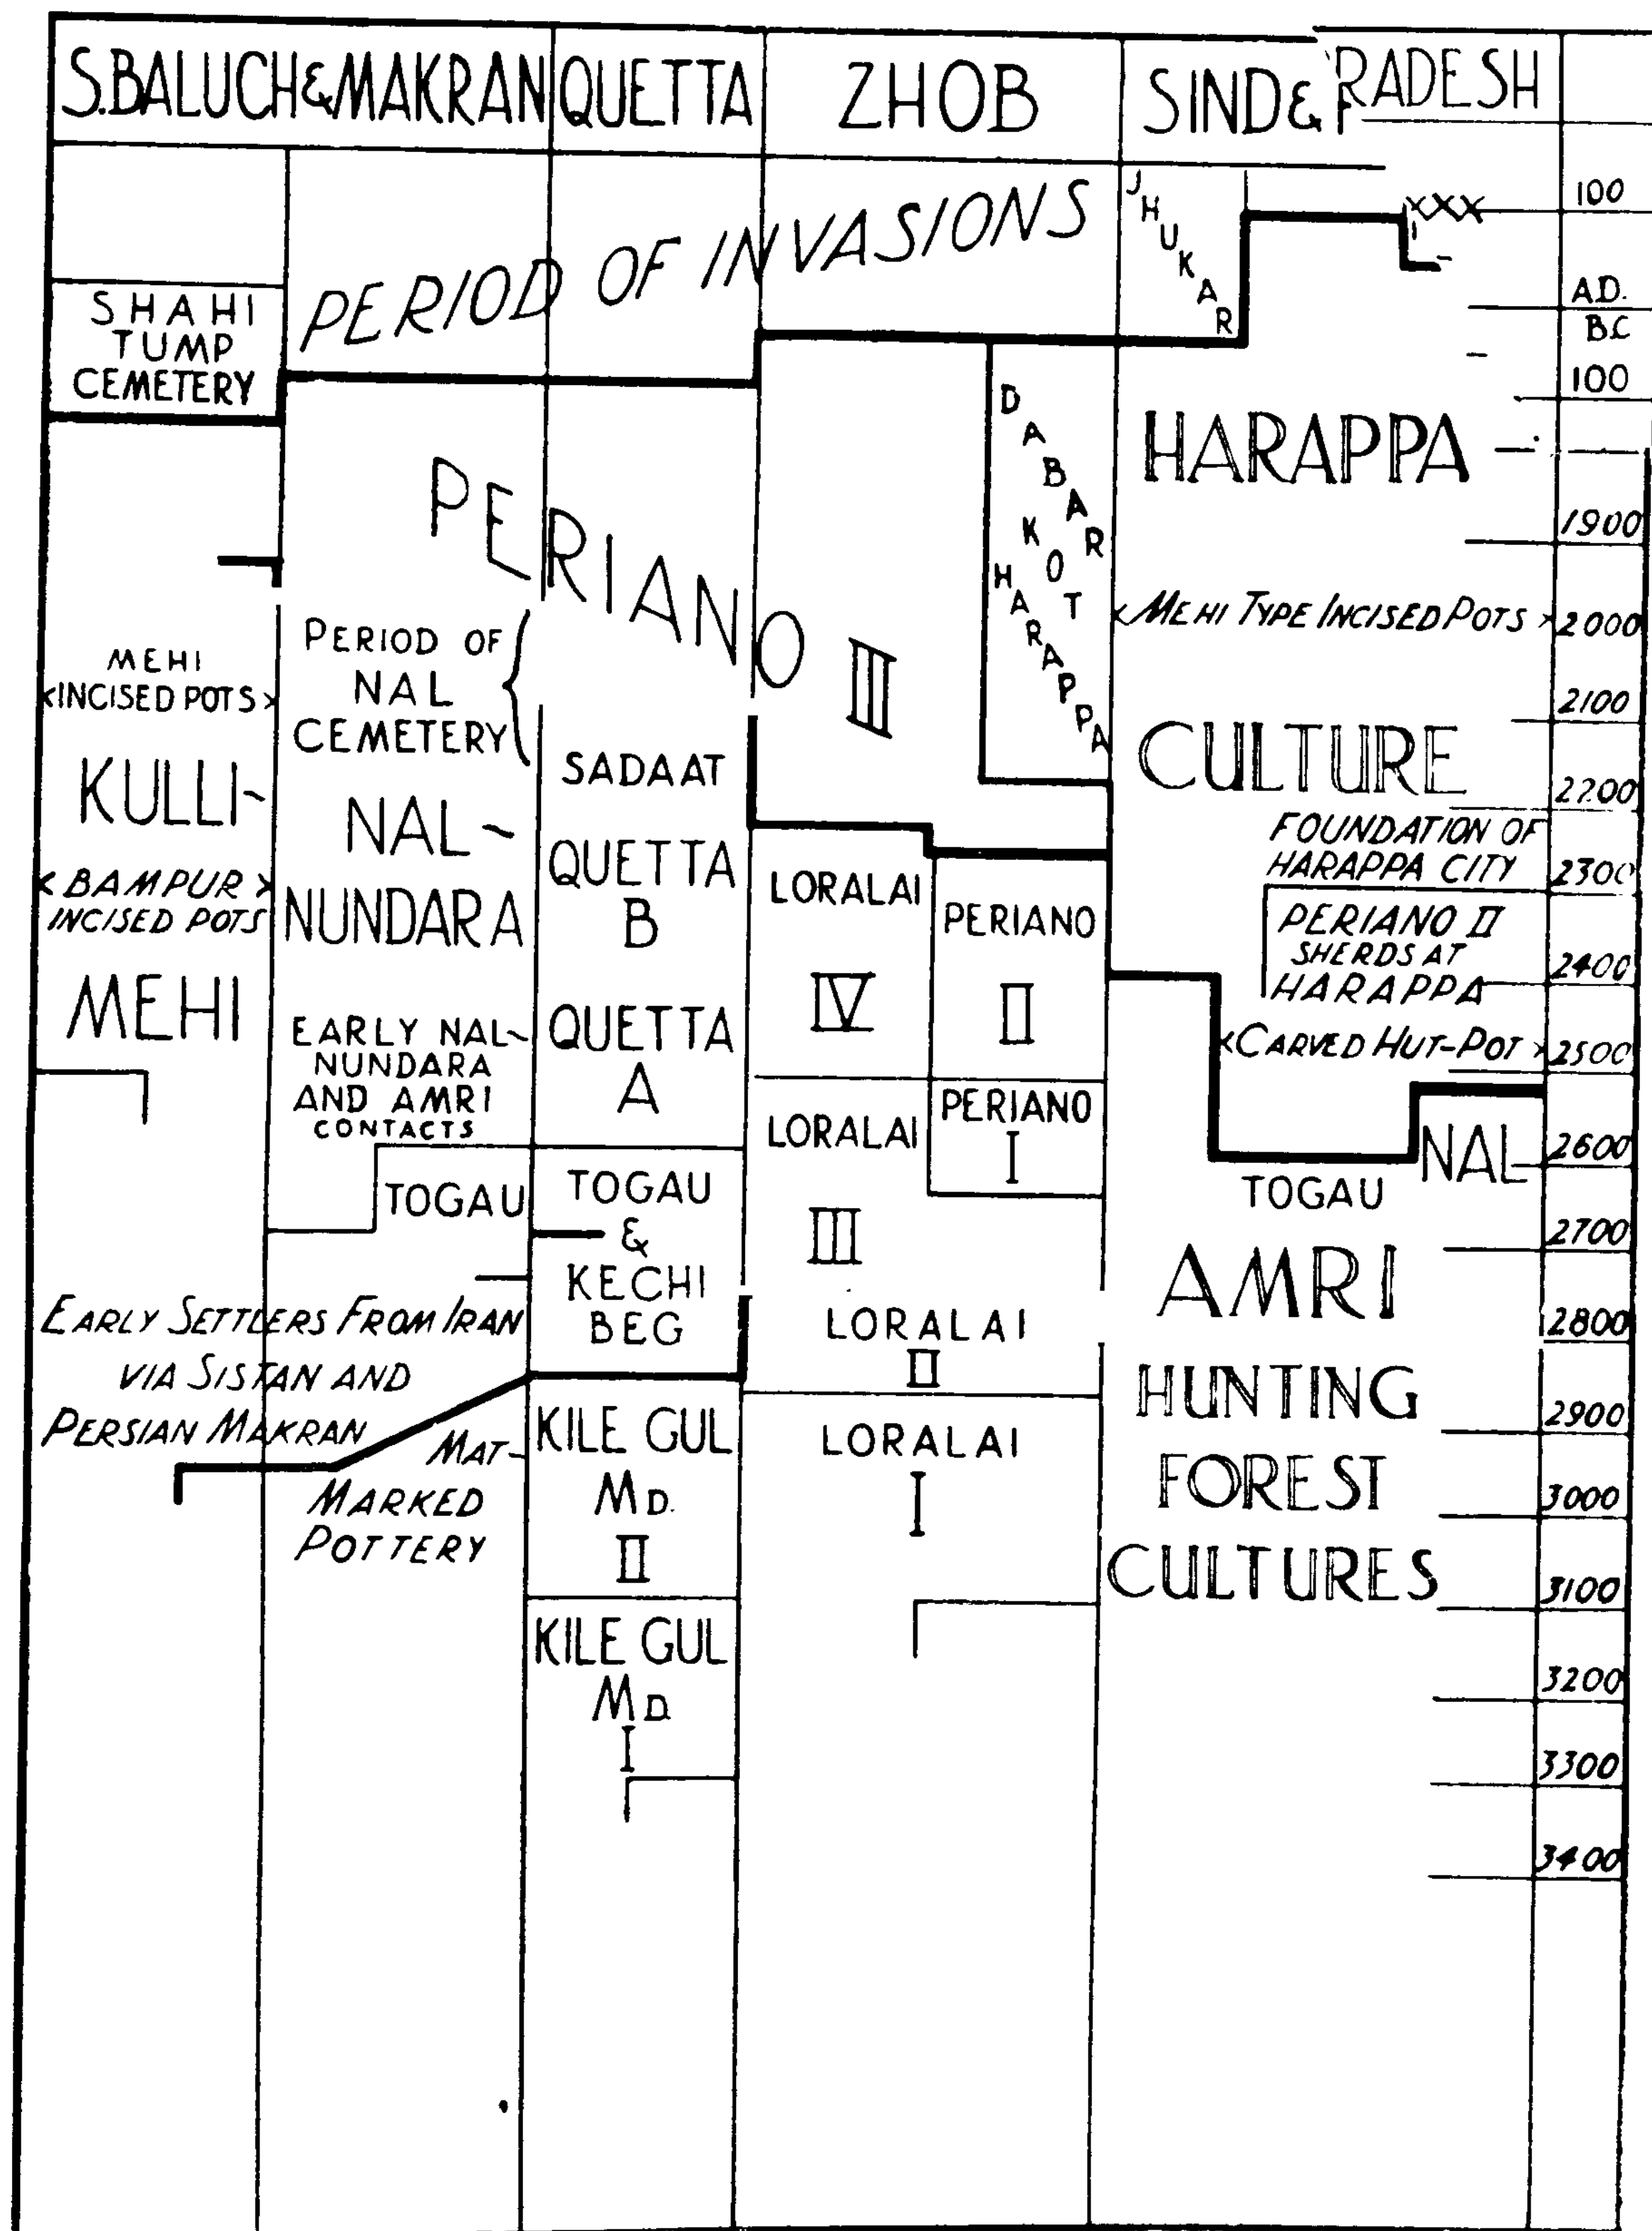 S.BALUCH&MAKRAN
QUETTA
ZHOB
SIND& P
RADESH
PERIOD OF INVASIONS
SHAHI
TUMP
CEMETERY
JHUKAR
PERIANO III
DABAR
KOT
HARAPPA
HARAPPA
CULTURE
<MEHI TYPE INCISED POTS>
MEHI
<INCISED POTS>
KULLI-
<BAMPUR>
INCISED POTS
MEHI
PERIOD OF
NAL
CEMETERY
NAL-
NUNDARA
EARLY NAL-
NUNDARA
AND AMRI
CONTACTS
TOGAU
SADAAT
QUETTA
B
QUETTA
A
TOGAU
&
KECHI
BEG
KILE GUL
MD.
II
KILE GUL
MD
I
EARLY SETTLERS FROM IRAN
VIA SISTAN AND
PERSIAN MAKRAN
MAT-
MARKED
POTTERY
LORALAI
IV
PERIANO
II
LORALAI
III
PERIANO
I
LORALAI
II
LORALAI
I
FOUNDATION OF
HARAPPA CITY
PERIANO II
SHERDS AT
HARAPPA
<CARVED HUT-POT>
NAL
TOGAU
AMRI
HUNTING
FOREST
CULTURES
XXX
100
A.D.
B.C
100
1900
2000
2100
2200
2300
2400
2500
2600
2700
2800
2900
3000
3100
3200
3300
3400